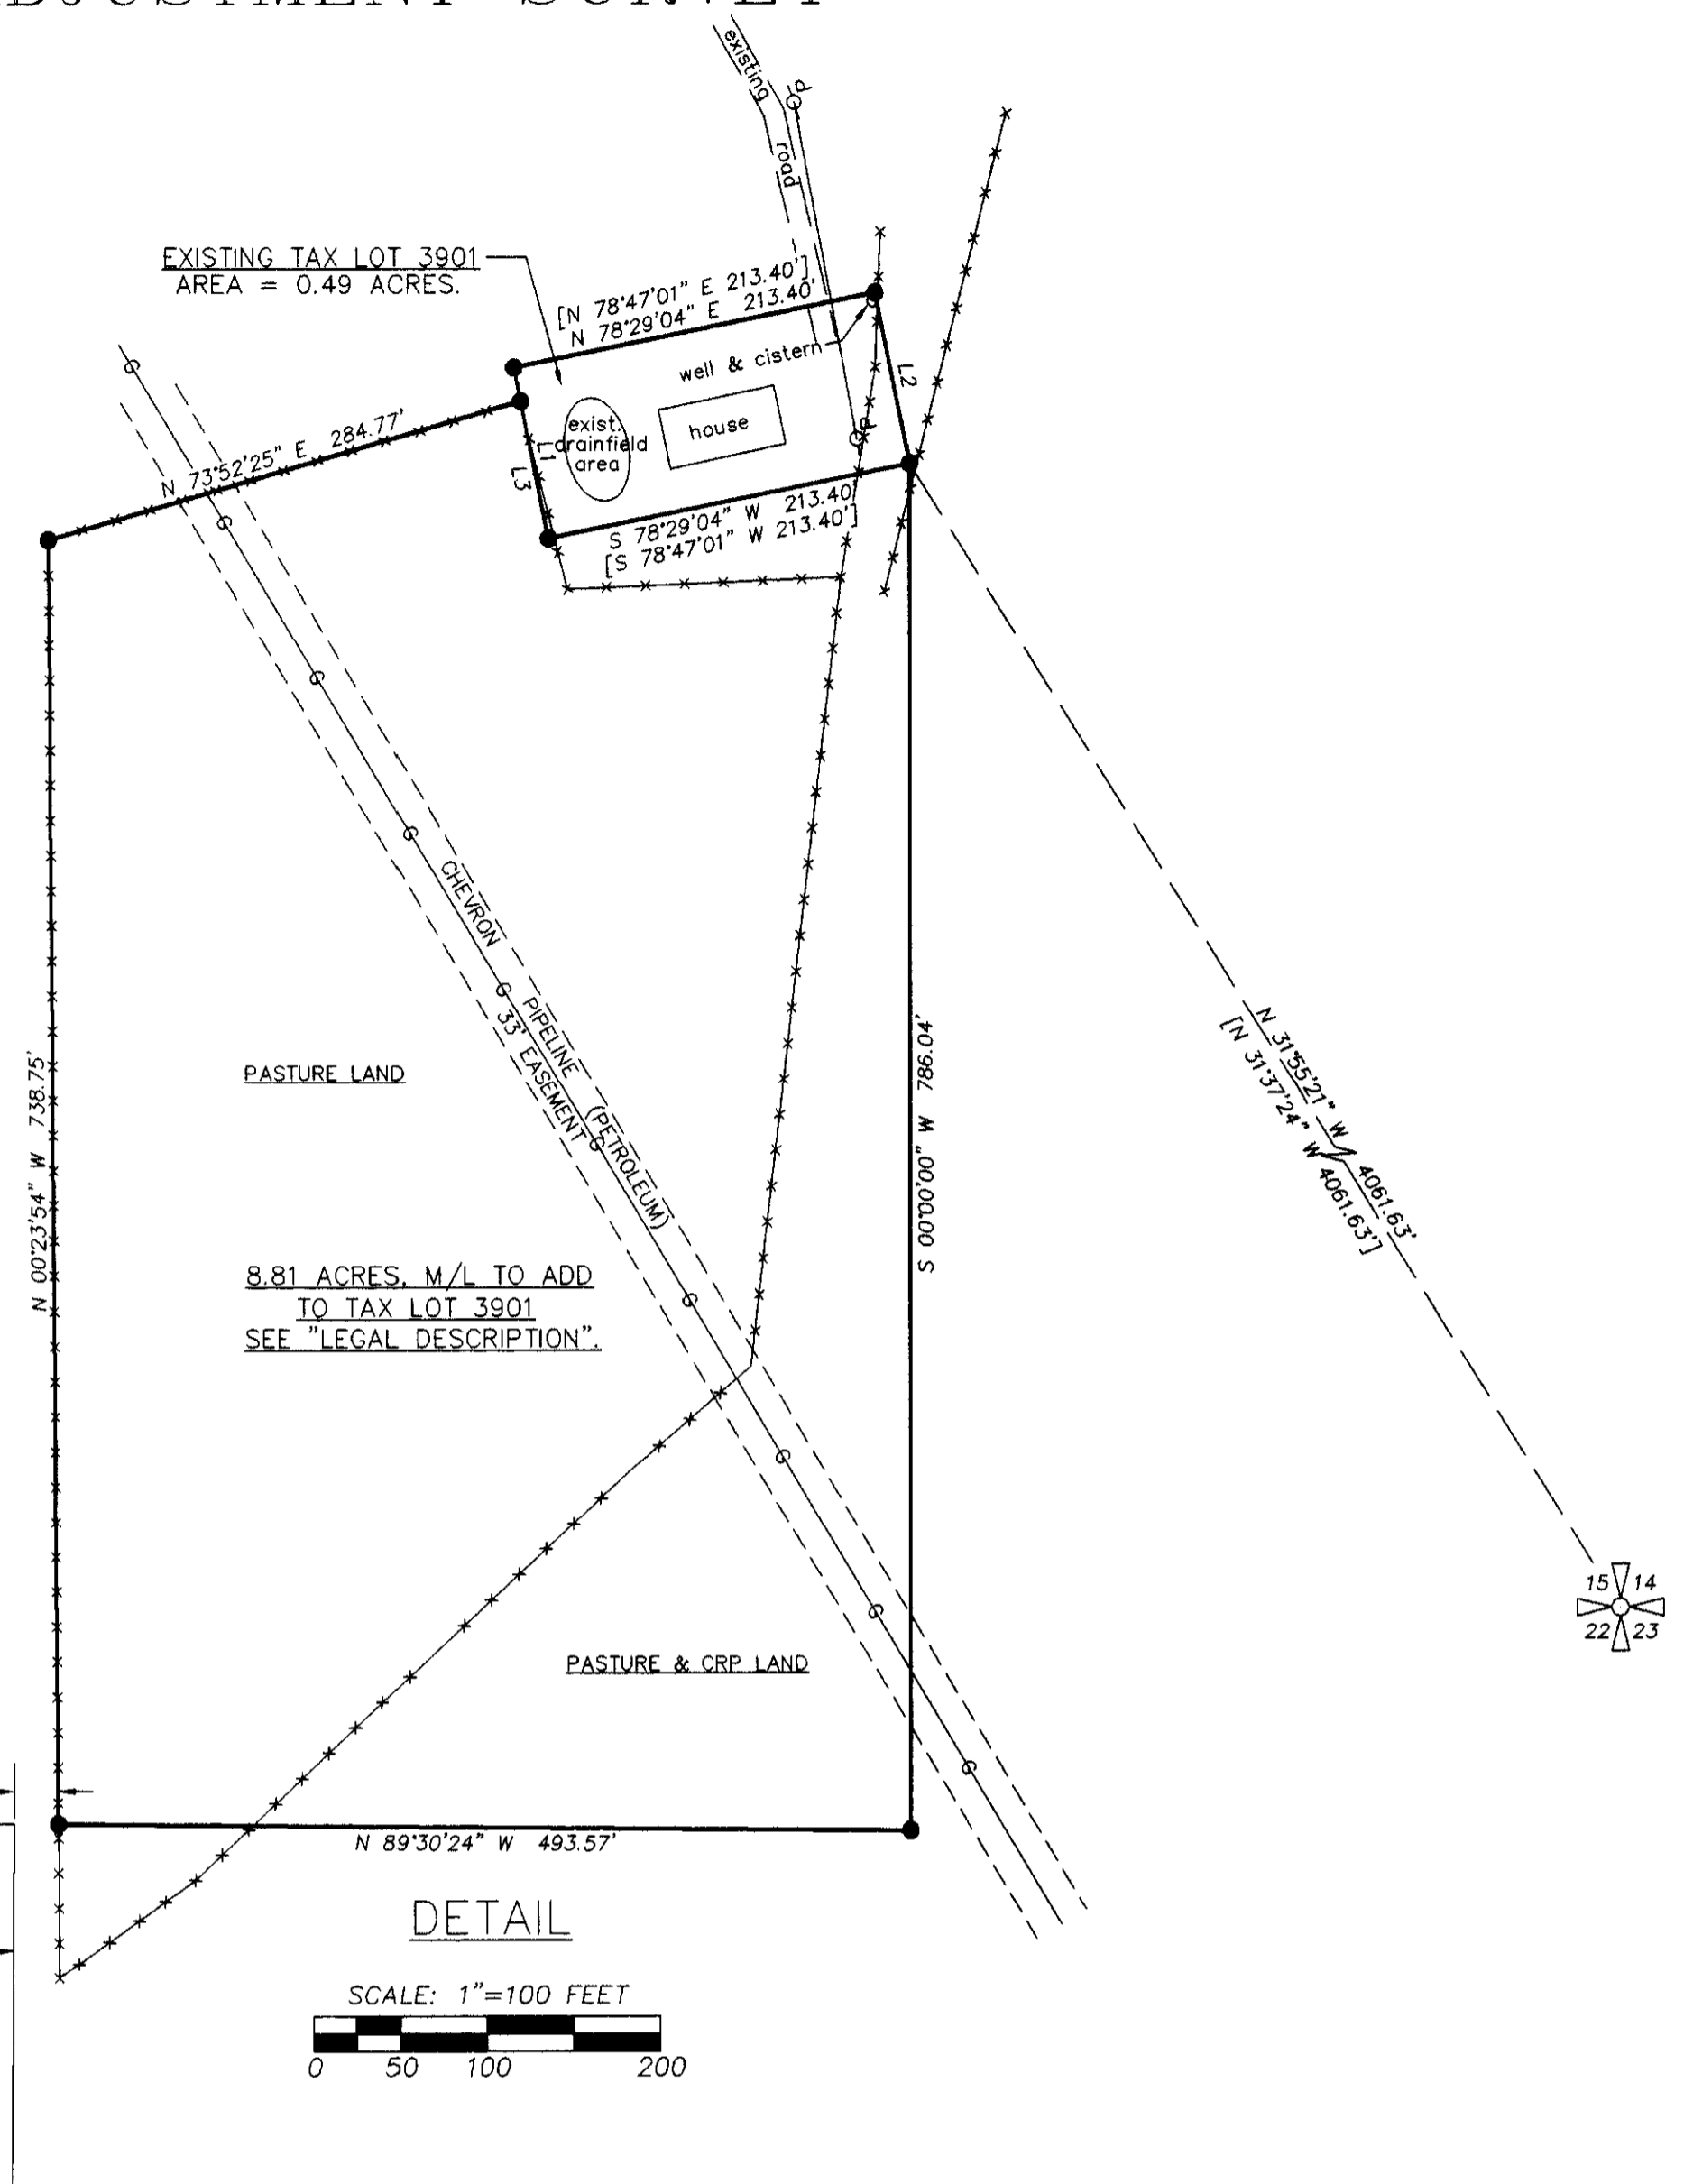 ADJUSTMENT SURVEY
existing
road
EXISTING TAX LOT 3901
AREA = 0.49 ACRES.
[N 78°47'01" E 213.40']
N 78°29'04" E 213.40'
well & cistern
L2
house
exist.
drainfield
area
L1
L3
N 73°52'25" E 284.77'
S 78°29'04" W 213.40'
[S 78°47'01" W 213.40']
G
G
G
G
CHEVRON PIPELINE (PETROLEUM)
G
33' EASEMENT
G
G
G
G
G
PASTURE LAND
N 00°23'54" W 738.75'
S 00°00'00" W 786.04'
N 31°55'21" W 4061.63'
[N 31°37'24" W 4061.63']
8.81 ACRES, M/L TO ADD
TO TAX LOT 3901
SEE "LEGAL DESCRIPTION".
15 14
22 23
PASTURE & CRP LAND
N 89°30'24" W 493.57'
DETAIL
SCALE: 1"=100 FEET
0 50 100 200